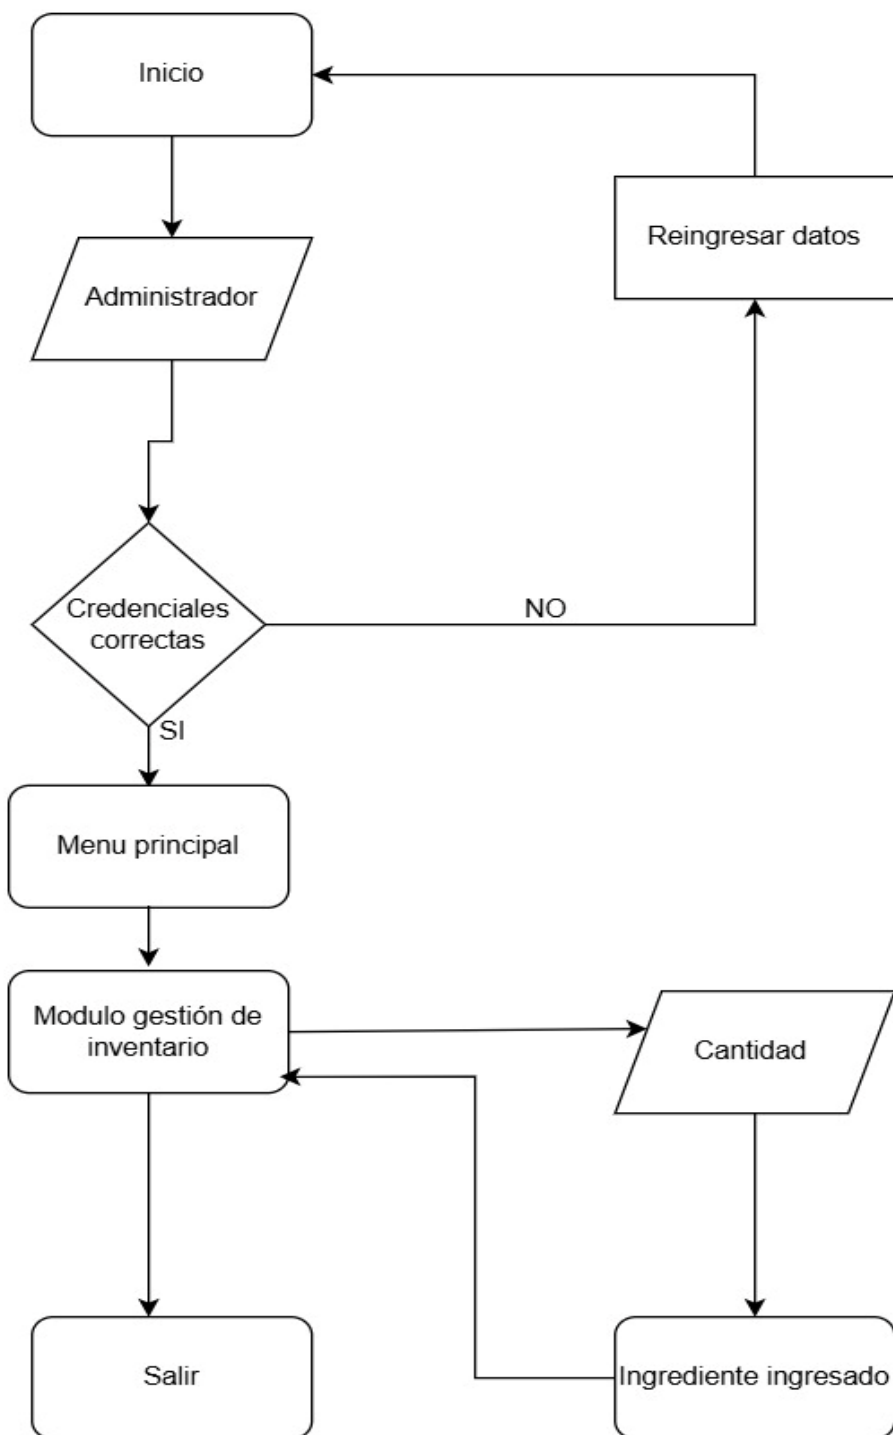 Inicio
Reingresar datos
Administrador
Credenciales
correctas
NO
SI
Menu principal
Modulo gestión de
inventario
Cantidad
Salir
Ingrediente ingresado